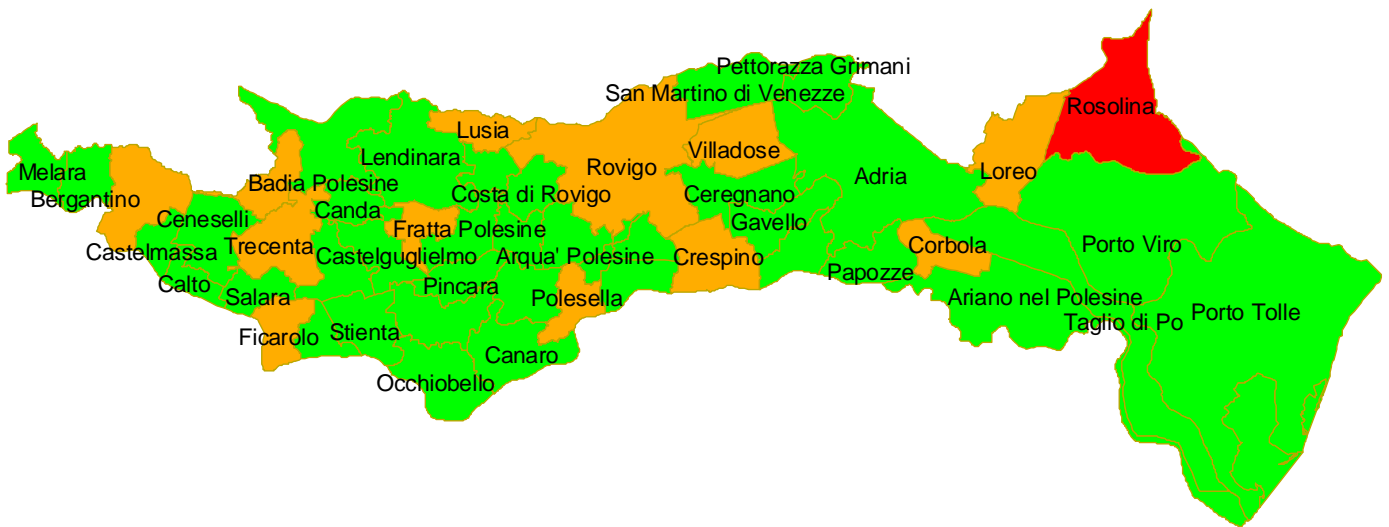 Pettorazza Grimani
San Martino di Venezze
Rosolina
Lusia
Villadose
Lendinara
Rovigo
Loreo
Melara
Adria
Badia Polesine
Bergantino
Costa di Rovigo
Ceregnano
Canda
Ceneselli
Gavello
Fratta Polesine
Trecenta
Corbola
Porto Viro
Castelmassa
Castelguglielmo
Arqua' Polesine
Crespino
Papozze
Calto
Pincara
Salara
Polesella
Ariano nel Polesine
Porto Tolle
Taglio di Po
Stienta
Ficarolo
Canaro
Occhiobello